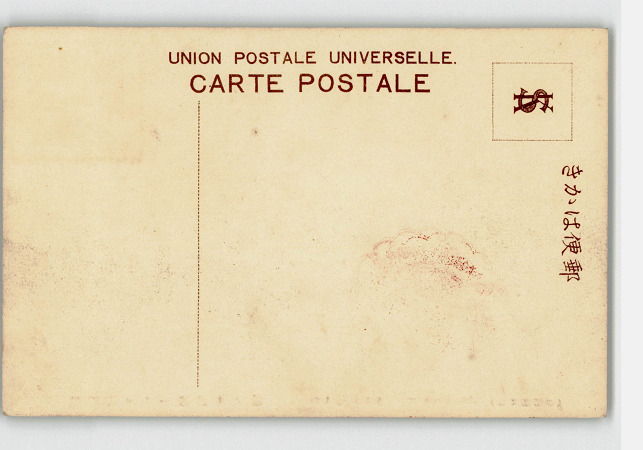 UNION POSTALE UNIVERSELLE.
CARTE POSTALE
きかは便郵